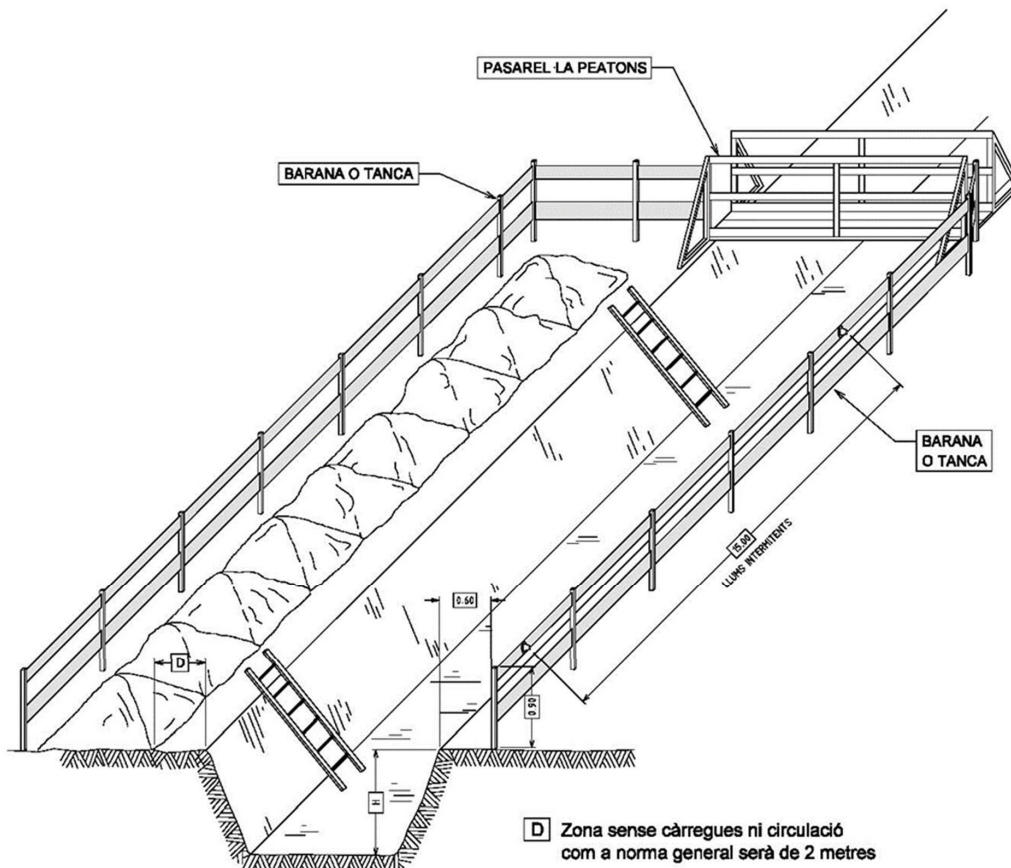 PASAREL·LA PEATONS
BARANA O TANCA
BARANA
O TANCA
15.00
LLUMS INTERMITENTS
0.60
D
0.90
H
D Zona sense càrregues ni circulació
com a norma general serà de 2 metres